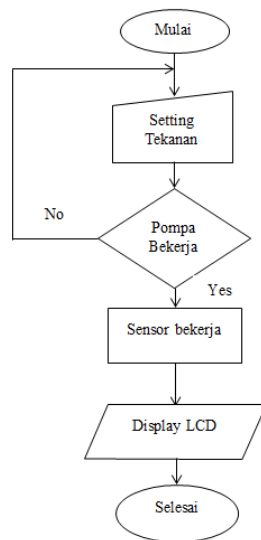 Mulai
Setting
Tekanan
No
Pompa
Bekerja
Yes
Sensor bekerja
Display LCD
Selesai